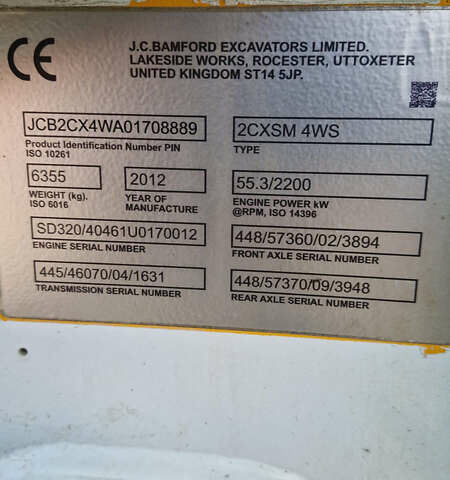 CE
J.C.BAMFORD EXCAVATORS LIMITED.
LAKESIDE WORKS, ROCESTER, UTTOXETER
UNITED KINGDOM ST14 5JP.
JCB2CX4WA01708889
Product Identification Number PIN
ISO 10261
2CXSM 4WS
TYPE
6355
WEIGHT (kg).
ISO 6016
2012
YEAR OF
MANUFACTURE
55.3/2200
ENGINE POWER kW
@RPM, ISO 14396
SD320/40461U0170012
ENGINE SERIAL NUMBER
448/57360/02/3894
FRONT AXLE SERIAL NUMBER
445/46070/04/1631
TRANSMISSION SERIAL NUMBER
448/57370/09/3948
REAR AXLE SERIAL NUMBER